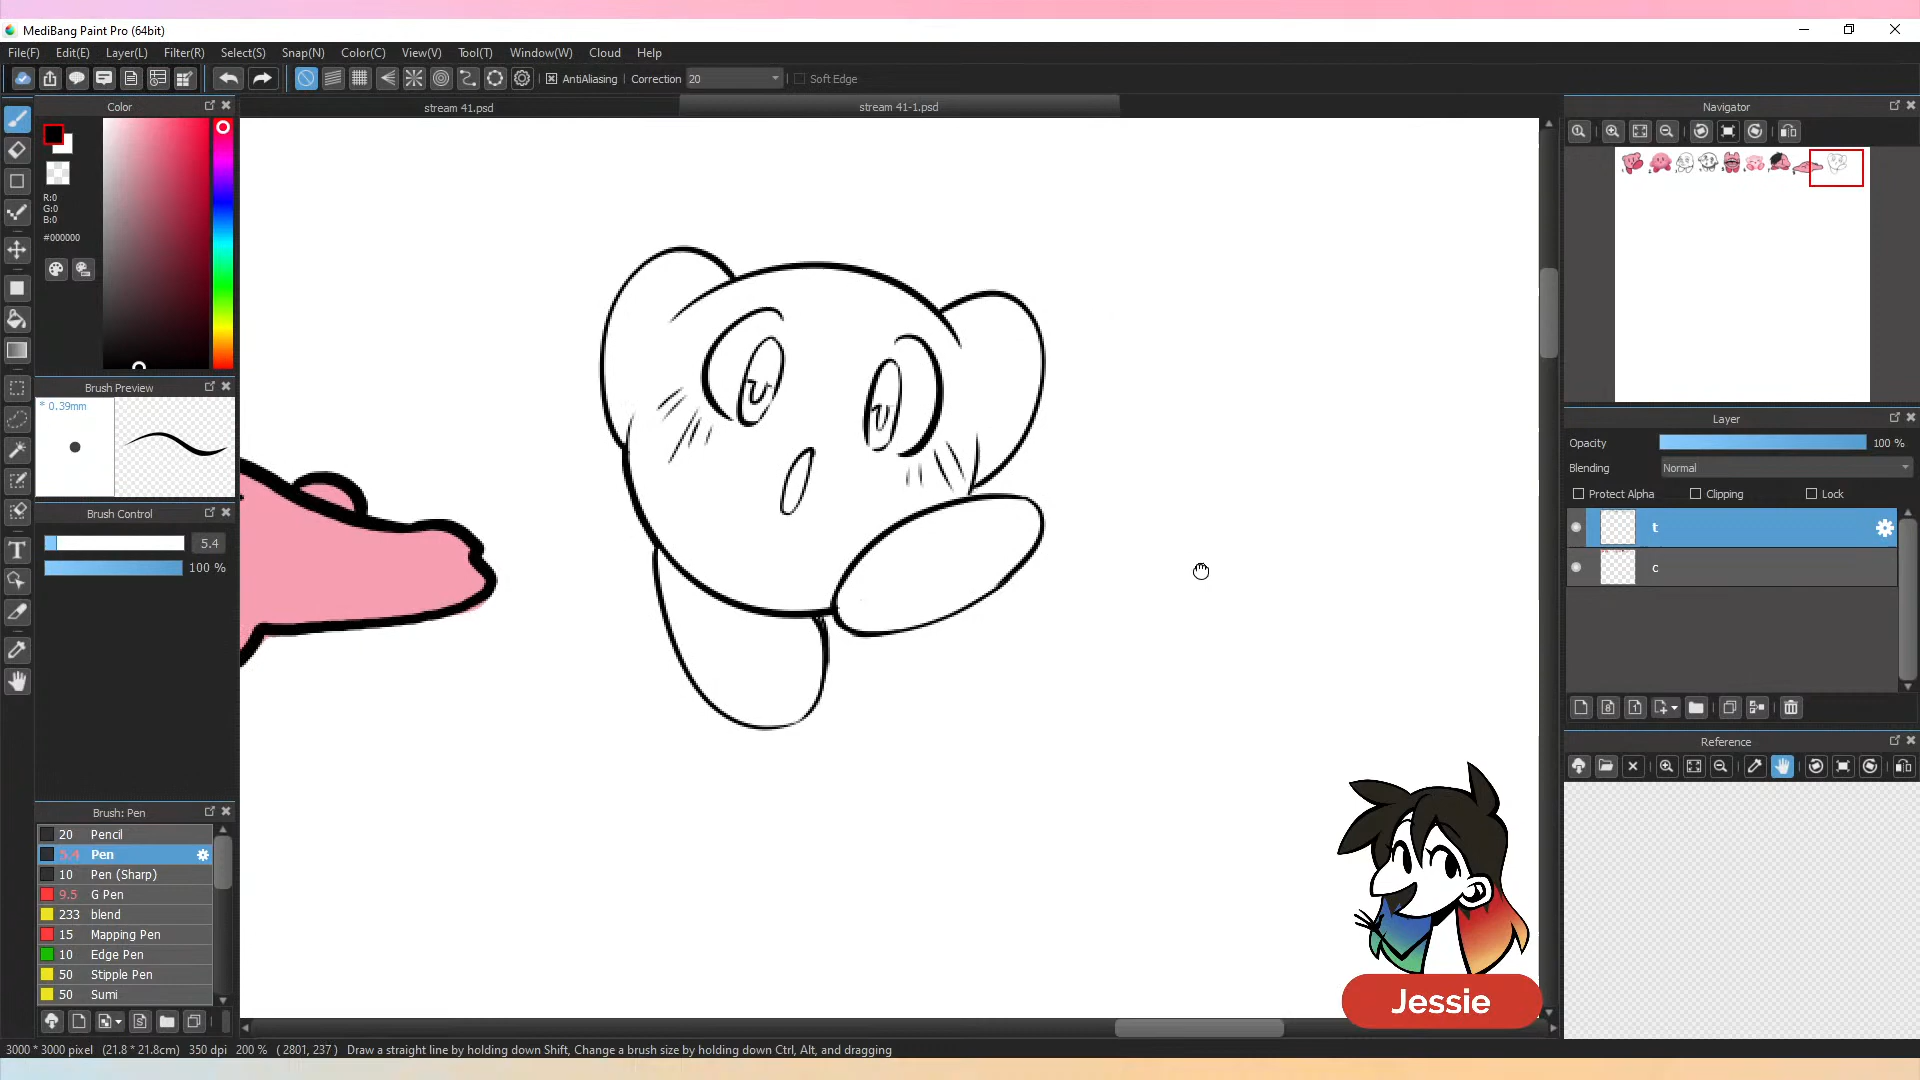 MediBang Paint Pro (64bit)
File(F) Edit(E) Layer(L) Filter(R) Select(S) Snap(N) Color(C) View(V) Tool(T) Window(W) Cloud Help
AntiAliasing Correction 20 Soft Edge
Color
stream 41.psd
stream 41-1.psd
Navigator
R:0
G:0
B:0
#000000
Brush Preview
* 0.39mm
Brush Control
5.4
100 %
Layer
Opacity 100 %
Blending Normal
Protect Alpha Clipping Lock
t
c
Reference
Brush: Pen
20 Pencil
5.4 Pen
10 Pen (Sharp)
9.5 G Pen
233 blend
15 Mapping Pen
10 Edge Pen
50 Stipple Pen
50 Sumi
Jessie
3000 * 3000 pixel (21.8 * 21.8cm) 350 dpi 200 % ( 2801, 237 ) Draw a straight line by holding down Shift, Change a brush size by holding down Ctrl, Alt, and dragging